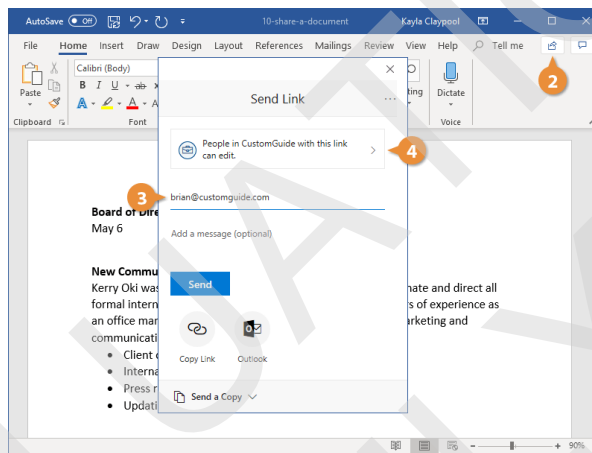 AutoSave Off 10-share-a-document Kayla Claypool
File Home Insert Draw Design Layout References Mailings Review View Help Tell me
Calibri (Body)
Paste B I U ab x
A A A
ting Dictate
Clipboard Font Voice
2
Send Link
People in CustomGuide with this link
can edit.
4
3 brian@customguide.com
Board of Dire
May 6
Add a message (optional)
New Commu
Send
Kerry Oki was nate and direct all
formal intern rs of experience as
an office mar arketing and
communicati
Copy Link Outlook
• Client c
• Interna
• Press r
• Updati
Send a Copy
90%